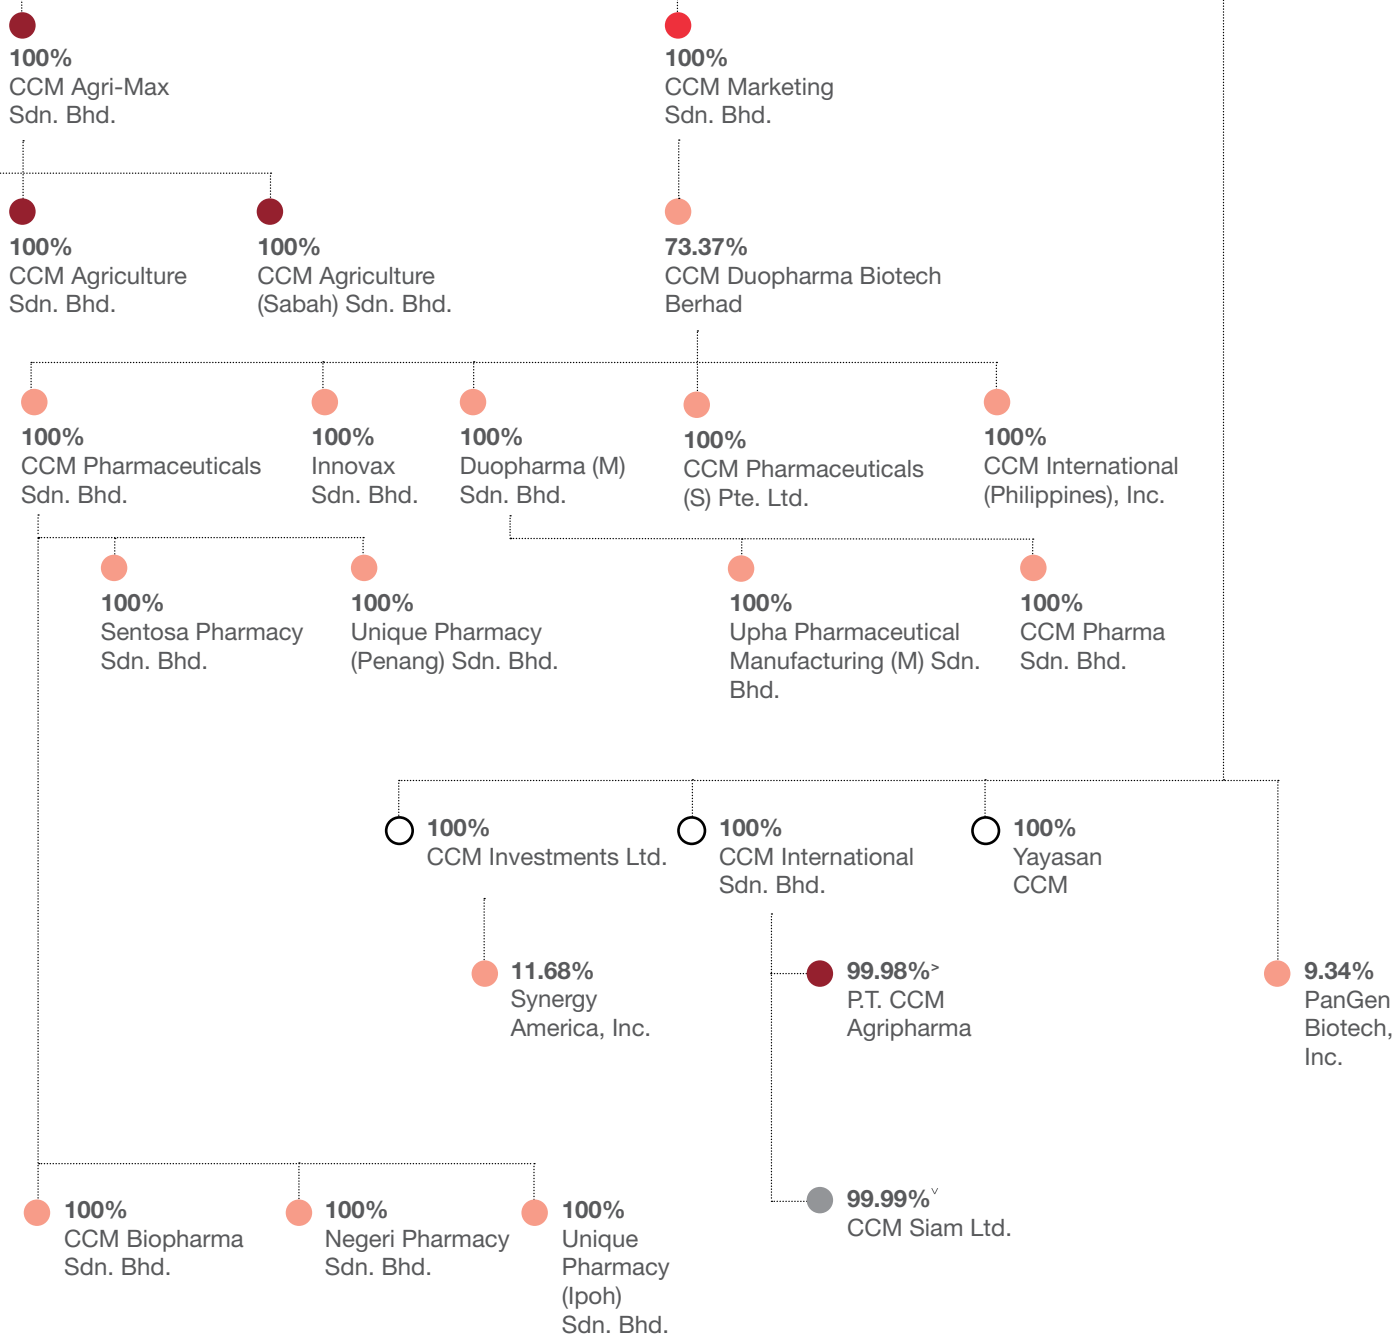 100%
CCM Agri-Max
Sdn. Bhd.
100%
CCM Marketing
Sdn. Bhd.
100%
CCM Agriculture
Sdn. Bhd.
100%
CCM Agriculture
(Sabah) Sdn. Bhd.
73.37%
CCM Duopharma Biotech
Berhad
100%
CCM Pharmaceuticals
Sdn. Bhd.
100%
Innovax
Sdn. Bhd.
100%
Duopharma (M)
Sdn. Bhd.
100%
CCM Pharmaceuticals
(S) Pte. Ltd.
100%
CCM International
(Philippines), Inc.
100%
Sentosa Pharmacy
Sdn. Bhd.
100%
Unique Pharmacy
(Penang) Sdn. Bhd.
100%
Upha Pharmaceutical
Manufacturing (M) Sdn.
Bhd.
100%
CCM Pharma
Sdn. Bhd.
100%
CCM Investments Ltd.
100%
CCM International
Sdn. Bhd.
100%
Yayasan
CCM
11.68%
Synergy
America, Inc.
99.98%>
P.T. CCM
Agripharma
9.34%
PanGen
Biotech,
Inc.
99.99%˅
CCM Siam Ltd.
100%
CCM Biopharma
Sdn. Bhd.
100%
Negeri Pharmacy
Sdn. Bhd.
100%
Unique
Pharmacy
(Ipoh)
Sdn. Bhd.